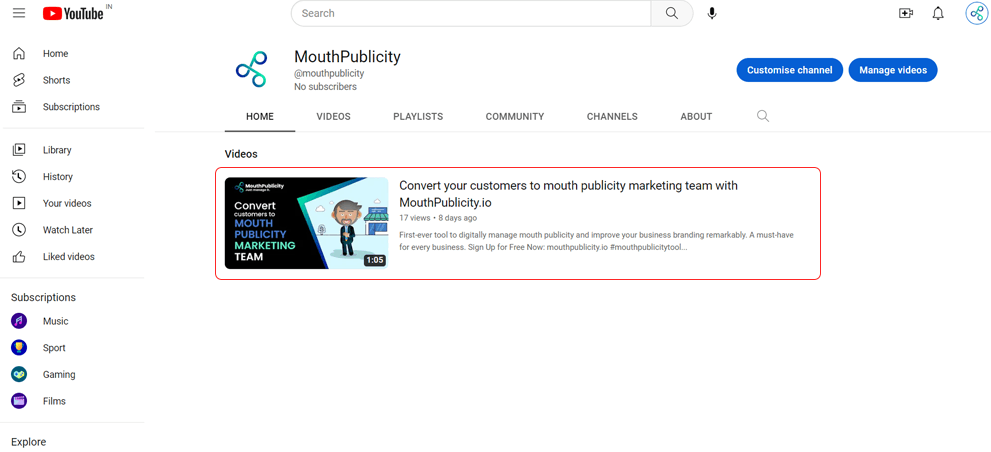 YouTube IN
Search
Home
Shorts
Subscriptions
Library
History
Your videos
Watch Later
Liked videos
Subscriptions
Music
Sport
Gaming
Films
Explore
MouthPublicity
@mouthpublicity
No subscribers
Customise channel
Manage videos
HOME VIDEOS PLAYLISTS COMMUNITY CHANNELS ABOUT
Videos
MouthPublicity
Convert
customers to
MOUTH
PUBLICITY
MARKETING
TEAM
1:05
Convert your customers to mouth publicity marketing team with
MouthPublicity.io
17 views • 8 days ago
First-ever tool to digitally manage mouth publicity and improve your business branding remarkably. A must-have
for every business. Sign Up for Free Now: mouthpublicity.io #mouthpublicitytool...